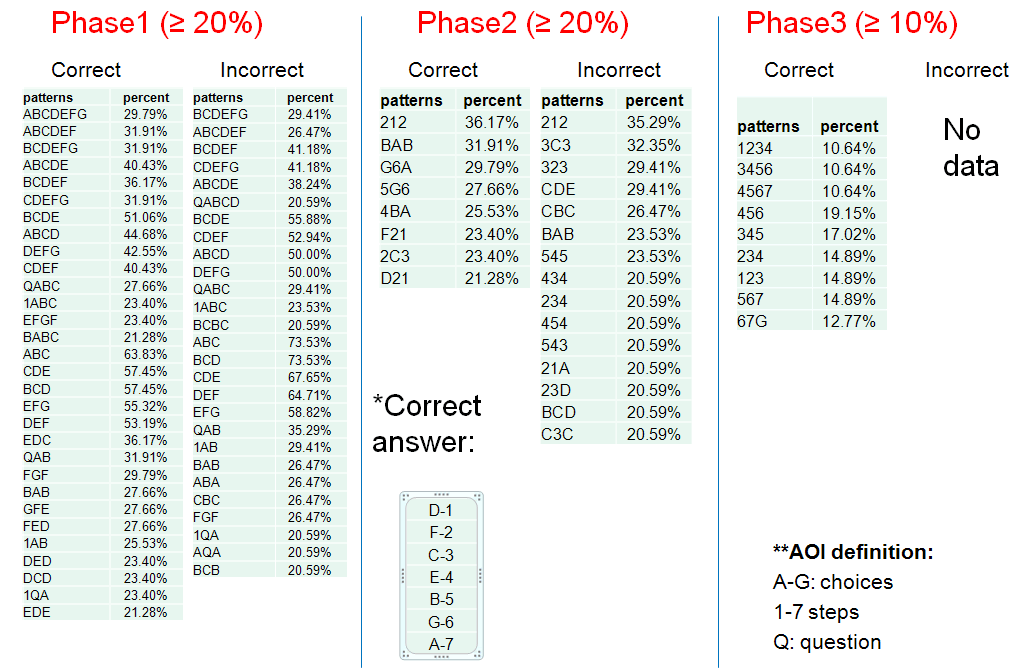 Phase1 (≥ 20%)
Correct
Incorrect
patterns percent
ABCDEFG 29.79%
ABCDEF 31.91%
BCDEFG 31.91%
ABCDE 40.43%
BCDEF 36.17%
CDEFG 31.91%
BCDE 51.06%
ABCD 44.68%
DEFG 42.55%
CDEF 40.43%
QABC 27.66%
1ABC 23.40%
EFGF 23.40%
BABC 21.28%
ABC 63.83%
CDE 57.45%
BCD 57.45%
EFG 55.32%
DEF 53.19%
EDC 36.17%
QAB 31.91%
FGF 29.79%
BAB 27.66%
GFE 27.66%
FED 27.66%
1AB 25.53%
DED 23.40%
DCD 23.40%
1QA 23.40%
EDE 21.28%
patterns percent
BCDEFG 29.41%
ABCDEF 26.47%
BCDEF 41.18%
CDEFG 41.18%
ABCDE 38.24%
QABCD 20.59%
BCDE 55.88%
CDEF 52.94%
ABCD 50.00%
DEFG 50.00%
QABC 29.41%
1ABC 23.53%
BCBC 20.59%
ABC 73.53%
BCD 73.53%
CDE 67.65%
DEF 64.71%
EFG 58.82%
QAB 35.29%
1AB 29.41%
BAB 26.47%
ABA 26.47%
CBC 26.47%
FGF 26.47%
1QA 20.59%
AQA 20.59%
BCB 20.59%
Phase2 (≥ 20%)
Correct
Incorrect
patterns percent
212 36.17%
BAB 31.91%
G6A 29.79%
5G6 27.66%
4BA 25.53%
F21 23.40%
2C3 23.40%
D21 21.28%
patterns percent
212 35.29%
3C3 32.35%
323 29.41%
CDE 29.41%
CBC 26.47%
BAB 23.53%
545 23.53%
434 20.59%
234 20.59%
454 20.59%
543 20.59%
21A 20.59%
23D 20.59%
BCD 20.59%
C3C 20.59%
*Correct
answer:
D-1
F-2
C-3
E-4
B-5
G-6
A-7
Phase3 (≥ 10%)
Correct
Incorrect
patterns percent
1234 10.64%
3456 10.64%
4567 10.64%
456 19.15%
345 17.02%
234 14.89%
123 14.89%
567 14.89%
67G 12.77%
No
data
**AOI definition:
A-G: choices
1-7 steps
Q: question